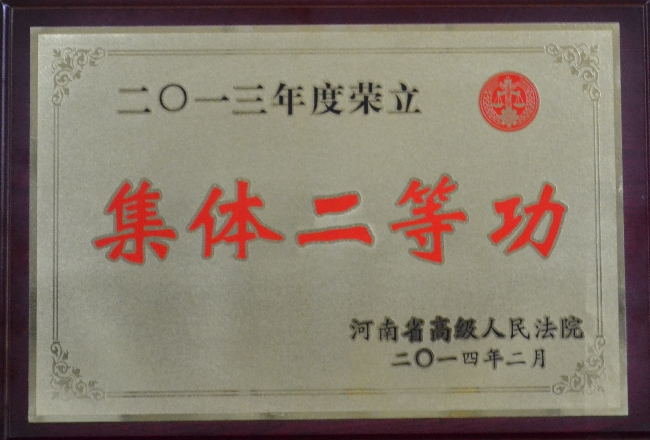 二〇一三年度荣立
集体二等功
河南省高级人民法院
二〇一四年二月